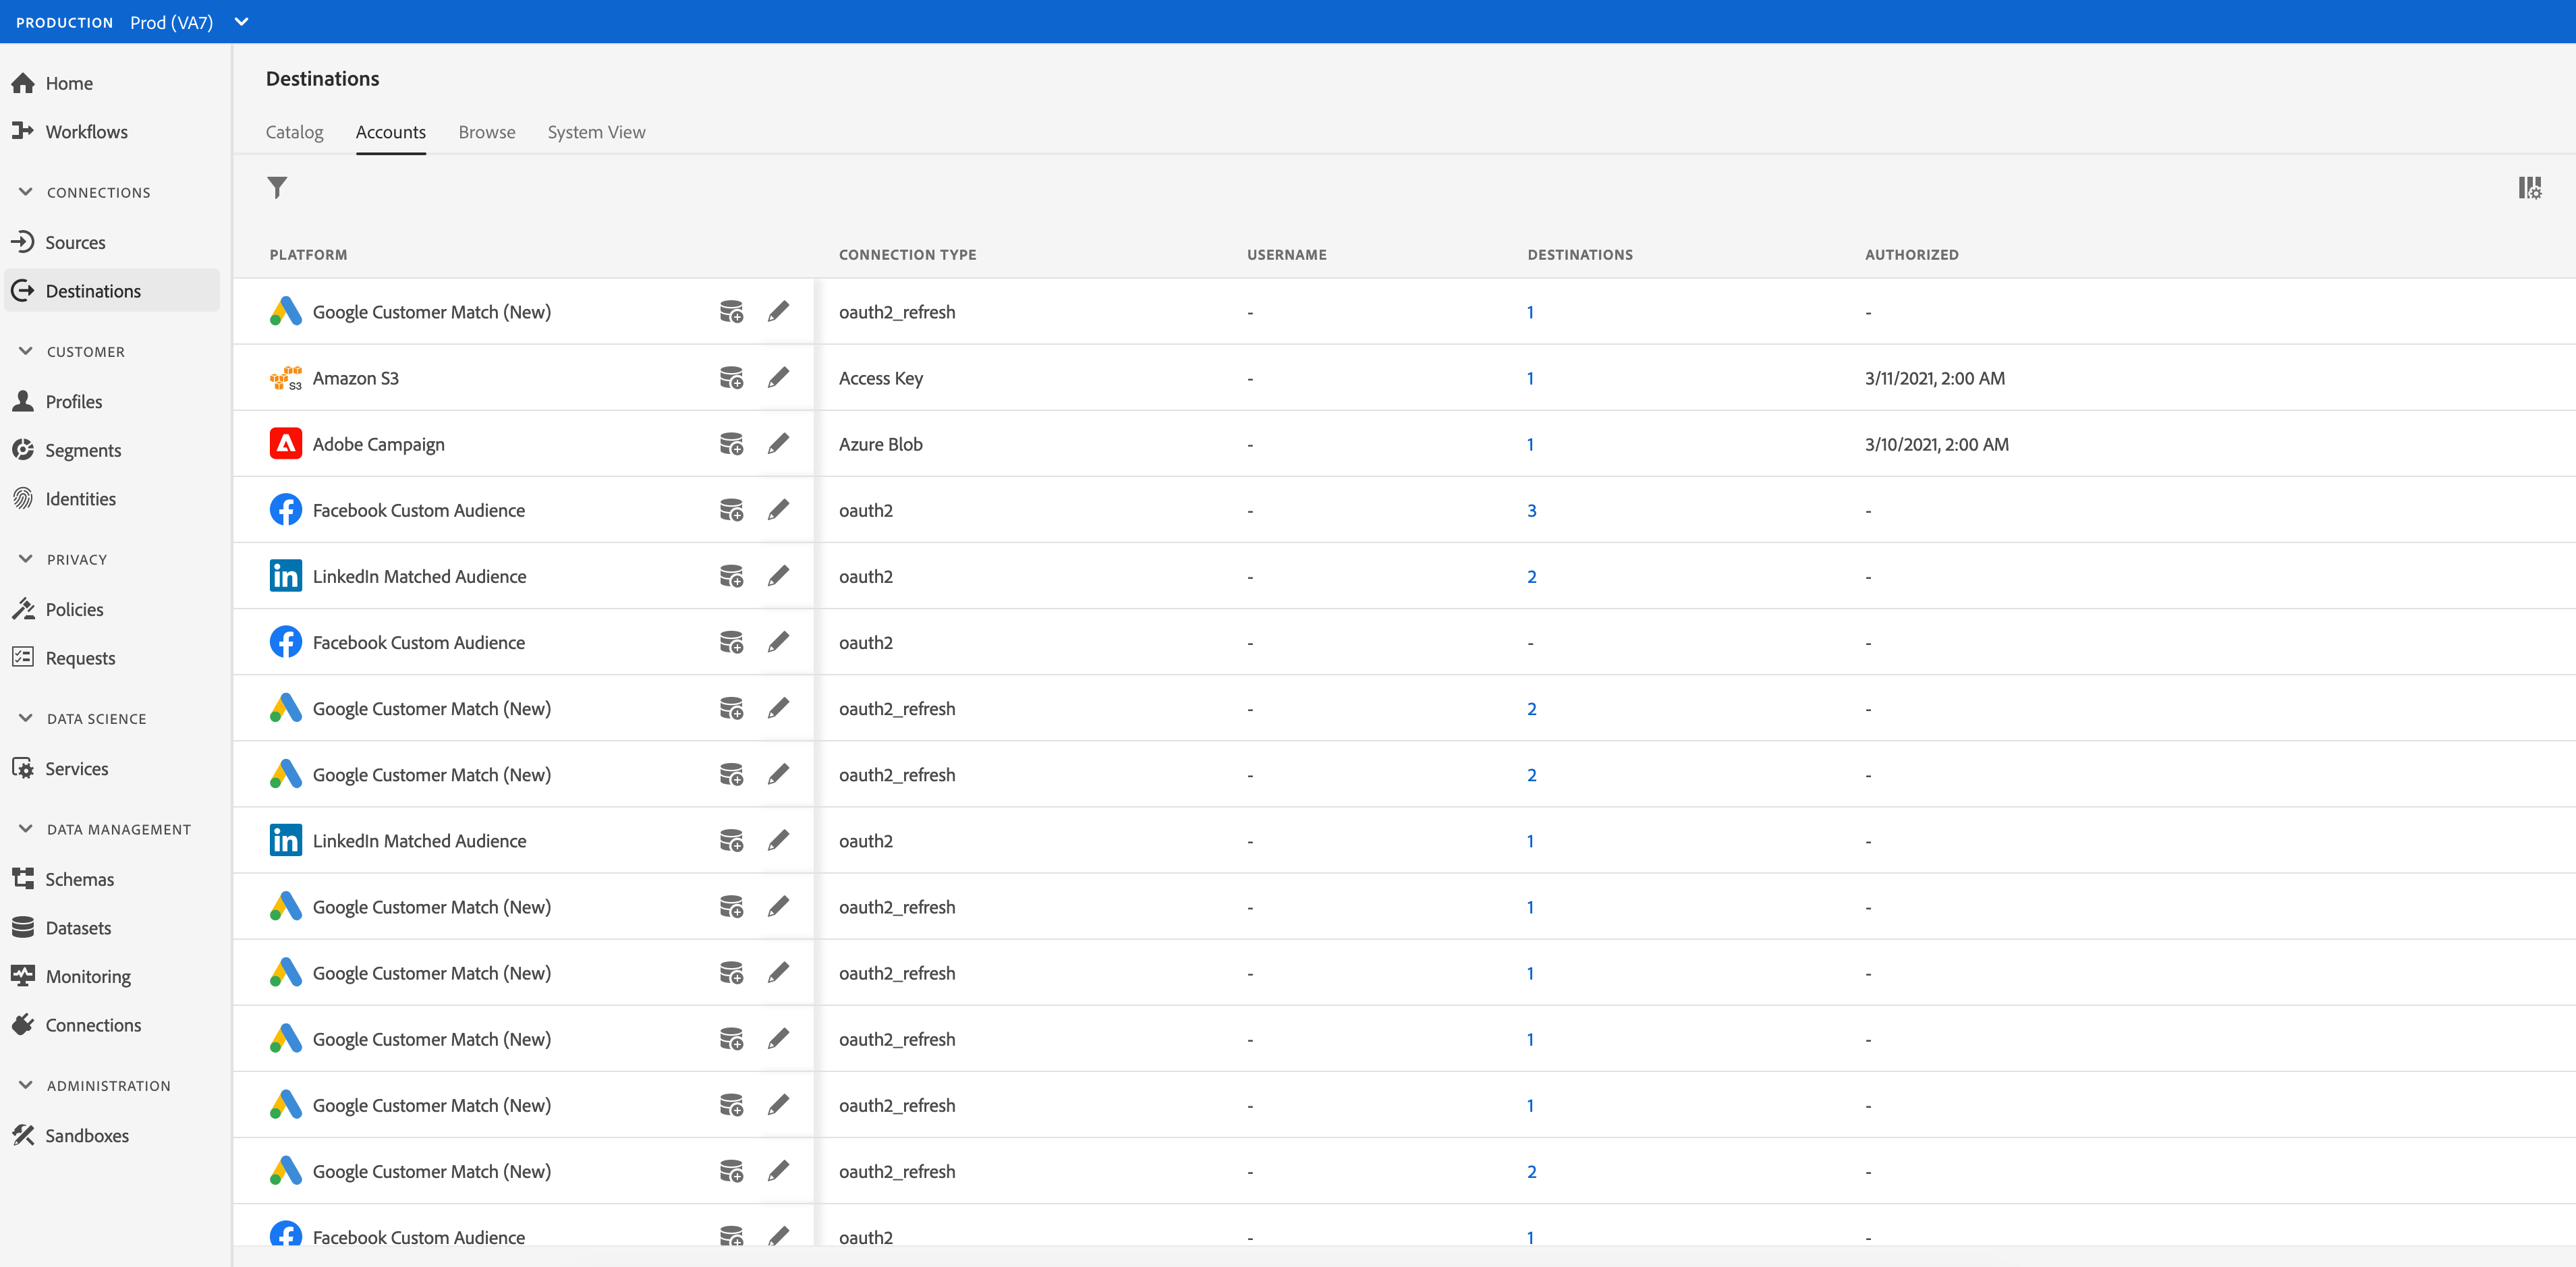 PRODUCTION Prod (VA7)
Home
Workflows
CONNECTIONS
Sources
Destinations
CUSTOMER
Profiles
Segments
Identities
PRIVACY
Policies
Requests
DATA SCIENCE
Services
DATA MANAGEMENT
Schemas
Datasets
Monitoring
Connections
ADMINISTRATION
Sandboxes
Destinations
Catalog Accounts Browse System View
PLATFORM CONNECTION TYPE USERNAME DESTINATIONS AUTHORIZED
Google Customer Match (New) oauth2_refresh - 1 -
S3 Amazon S3 Access Key - 1 3/11/2021, 2:00 AM
Adobe Campaign Azure Blob - 1 3/10/2021, 2:00 AM
Facebook Custom Audience oauth2 - 3 -
in LinkedIn Matched Audience oauth2 - 2 -
Facebook Custom Audience oauth2 - - -
Google Customer Match (New) oauth2_refresh - 2 -
Google Customer Match (New) oauth2_refresh - 2 -
in LinkedIn Matched Audience oauth2 - 1 -
Google Customer Match (New) oauth2_refresh - 1 -
Google Customer Match (New) oauth2_refresh - 1 -
Google Customer Match (New) oauth2_refresh - 1 -
Google Customer Match (New) oauth2_refresh - 1 -
Google Customer Match (New) oauth2_refresh - 2 -
Facebook Custom Audience oauth2 - 1 -